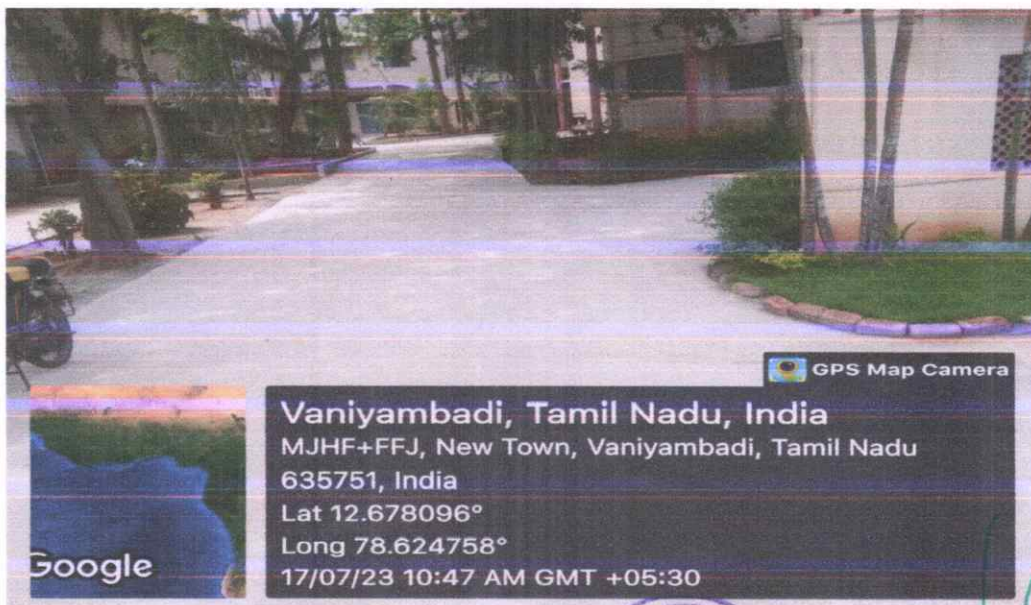 GPS Map Camera
Vaniyambadi, Tamil Nadu, India
MJHF+FFJ, New Town, Vaniyambadi, Tamil Nadu
635751, India
Lat 12.678096°
Long 78.624758°
17/07/23 10:47 AM GMT +05:30
Google